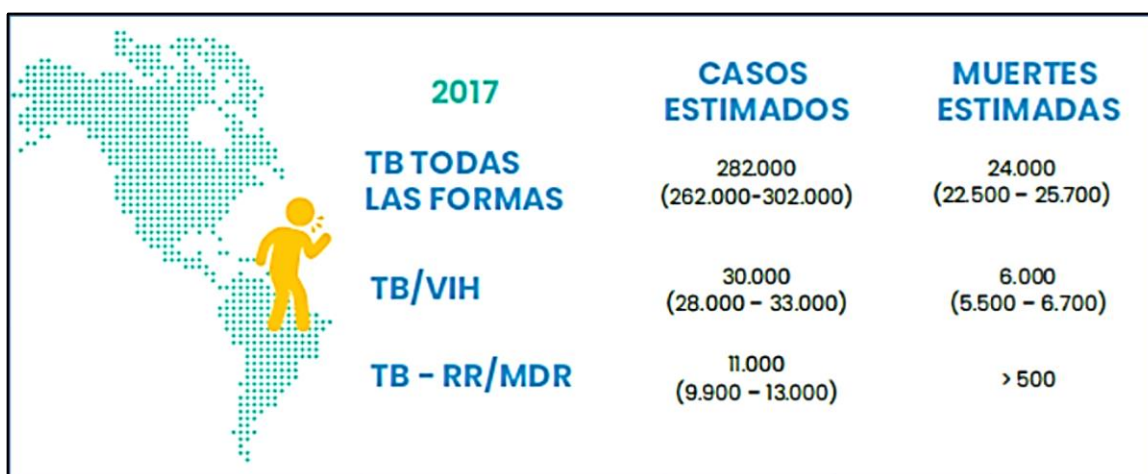 2017
CASOS
ESTIMADOS
MUERTES
ESTIMADAS
TB TODAS
LAS FORMAS
282.000
(262.000-302.000)
24.000
(22.500 – 25.700)
TB/VIH
30.000
(28.000 – 33.000)
6.000
(5.500 – 6.700)
TB - RR/MDR
11.000
(9.900 – 13.000)
> 500